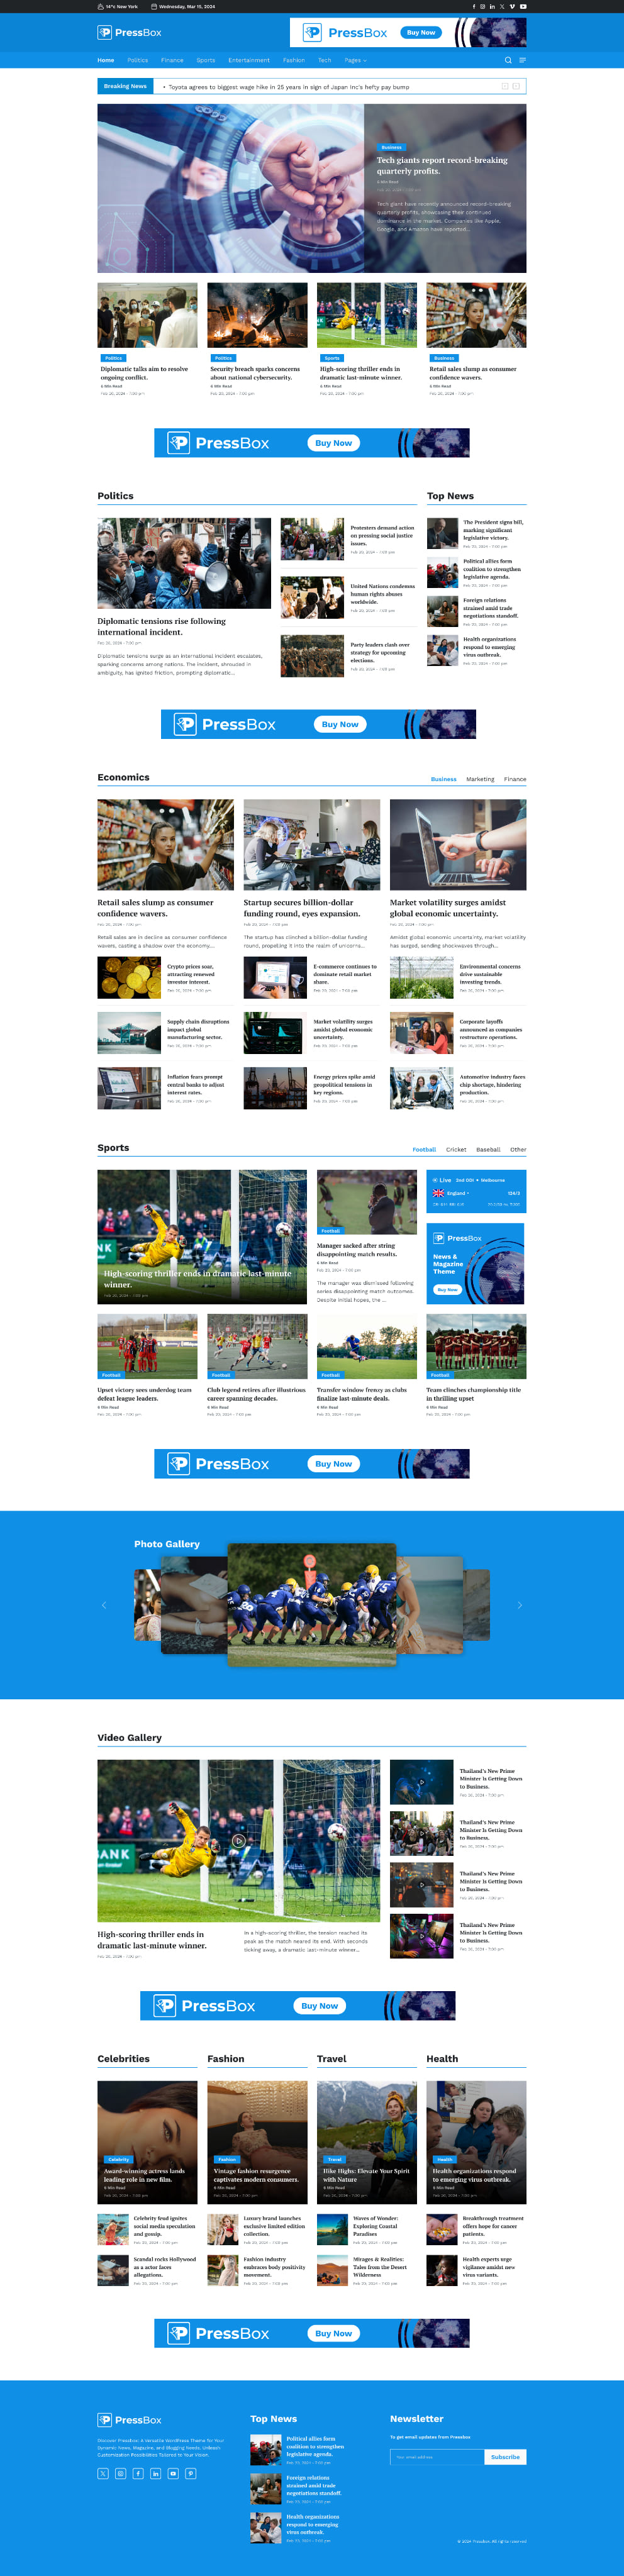 14°c New York
Wednesday, Mar 15, 2024
PressBox
PressBox
Buy Now
Home
Politics
Finance
Sports
Entertainment
Fashion
Tech
Pages
Breaking News
• Toyota agrees to biggest wage hike in 25 years in sign of Japan Inc's hefty pay bump
Business
Tech giants report record-breaking
quarterly profits.
6 Min Read
Feb 20, 2024 - 7:00 pm
Tech giant have recently announced record-breaking
quarterly profits, showcasing their continued
dominance in the market. Companies like Apple,
Google, and Amazon have reported...
Politics
Diplomatic talks aim to resolve
ongoing conflict.
6 Min Read
Feb 20, 2024 - 7:00 pm
Politics
Security breach sparks concerns
about national cybersecurity.
6 Min Read
Feb 20, 2024 - 7:00 pm
Sports
High-scoring thriller ends in
dramatic last-minute winner.
6 Min Read
Feb 20, 2024 - 7:00 pm
Business
Retail sales slump as consumer
confidence wavers.
6 Min Read
Feb 20, 2024 - 7:00 pm
PressBox
Buy Now
Politics
Diplomatic tensions rise following
international incident.
Feb 20, 2024 - 7:00 pm
Diplomatic tensions surge as an international incident escalates,
sparking concerns among nations. The incident, shrouded in
ambiguity, has ignited friction, prompting diplomatic...
Protesters demand action
on pressing social justice
issues.
Feb 20, 2024 - 7:00 pm
United Nations condemns
human rights abuses
worldwide.
Feb 20, 2024 - 7:00 pm
Party leaders clash over
strategy for upcoming
elections.
Feb 20, 2024 - 7:00 pm
Top News
The President signs bill,
marking significant
legislative victory.
Feb 20, 2024 - 7:00 pm
Political allies form
coalition to strengthen
legislative agenda.
Feb 20, 2024 - 7:00 pm
Foreign relations
strained amid trade
negotiations standoff.
Feb 20, 2024 - 7:00 pm
Health organizations
respond to emerging
virus outbreak.
Feb 20, 2024 - 7:00 pm
PressBox
Buy Now
Economics
Business
Marketing
Finance
Retail sales slump as consumer
confidence wavers.
Feb 20, 2024 - 7:00 pm
Retail sales are in decline as consumer confidence
wavers, casting a shadow over the economy....
Startup secures billion-dollar
funding round, eyes expansion.
Feb 20, 2024 - 7:00 pm
The startup has clinched a billion-dollar funding
round, propelling it into the realm of unicorns...
Market volatility surges amidst
global economic uncertainty.
Feb 20, 2024 - 7:00 pm
Amidst global economic uncertainty, market volatility
has surged, sending shockwaves through...
Crypto prices soar,
attracting renewed
investor interest.
Feb 20, 2024 - 7:00 pm
E-commerce continues to
dominate retail market
share.
Feb 20, 2024 - 7:00 pm
Environmental concerns
drive sustainable
investing trends.
Feb 20, 2024 - 7:00 pm
Supply chain disruptions
impact global
manufacturing sector.
Feb 20, 2024 - 7:00 pm
Market volatility surges
amidst global economic
uncertainty.
Feb 20, 2024 - 7:00 pm
Corporate layoffs
announced as companies
restructure operations.
Feb 20, 2024 - 7:00 pm
Inflation fears prompt
central banks to adjust
interest rates.
Feb 20, 2024 - 7:00 pm
Energy prices spike amid
geopolitical tensions in
key regions.
Feb 20, 2024 - 7:00 pm
Automotive industry faces
chip shortage, hindering
production.
Feb 20, 2024 - 7:00 pm
Sports
Football
Cricket
Baseball
Other
High-scoring thriller ends in dramatic last-minute
winner.
Feb 20, 2024 - 7:00 pm
Football
Manager sacked after string
disappointing match results.
6 Min Read
Feb 20, 2024 - 7:00 pm
The manager was dismissed following
series disappointing match outcomes.
Despite initial hopes, the ...
Live
2nd ODI • Melbourne
England •
124/2
PressBox
News &
Magazine
Theme
Buy Now
Football
Upset victory sees underdog team
defeat league leaders.
6 Min Read
Feb 20, 2024 - 7:00 pm
Football
Club legend retires after illustrious
career spanning decades.
6 Min Read
Feb 20, 2024 - 7:00 pm
Football
Transfer window frenzy as clubs
finalize last-minute deals.
6 Min Read
Feb 20, 2024 - 7:00 pm
Football
Team clinches championship title
in thrilling upset
6 Min Read
Feb 20, 2024 - 7:00 pm
PressBox
Buy Now
Photo Gallery
Video Gallery
BANK
High-scoring thriller ends in
dramatic last-minute winner.
Feb 20, 2024 - 7:00 pm
In a high-scoring thriller, the tension reached its
peak as the match neared its end. With seconds
ticking away, a dramatic last-minute winner...
Thailand's New Prime
Minister Is Getting Down
to Business.
Feb 20, 2024 - 7:00 pm
Thailand's New Prime
Minister Is Getting Down
to Business.
Feb 20, 2024 - 7:00 pm
Thailand's New Prime
Minister Is Getting Down
to Business.
Feb 20, 2024 - 7:00 pm
Thailand's New Prime
Minister Is Getting Down
to Business.
Feb 20, 2024 - 7:00 pm
PressBox
Buy Now
Celebrities
Fashion
Travel
Health
Celebrity
Award-winning actress lands
leading role in new film.
6 Min Read
Feb 20, 2024 - 7:00 pm
Fashion
Vintage fashion resurgence
captivates modern consumers.
6 Min Read
Feb 20, 2024 - 7:00 pm
Travel
Hike Highs: Elevate Your Spirit
with Nature
6 Min Read
Feb 20, 2024 - 7:00 pm
Health
Health organizations respond
to emerging virus outbreak.
6 Min Read
Feb 20, 2024 - 7:00 pm
Celebrity feud ignites
social media speculation
and gossip.
Feb 20, 2024 - 7:00 pm
Luxury brand launches
exclusive limited edition
collection.
Feb 20, 2024 - 7:00 pm
Waves of Wonder:
Exploring Coastal
Paradises
Feb 20, 2024 - 7:00 pm
Breakthrough treatment
offers hope for cancer
patients.
Feb 20, 2024 - 7:00 pm
Scandal rocks Hollywood
as a actor faces
allegations.
Feb 20, 2024 - 7:00 pm
Fashion industry
embraces body positivity
movement.
Feb 20, 2024 - 7:00 pm
Mirages & Realities:
Tales from the Desert
Wilderness
Feb 20, 2024 - 7:00 pm
Health experts urge
vigilance amidst new
virus variants.
Feb 20, 2024 - 7:00 pm
PressBox
Buy Now
PressBox
Discover PressBox: A Versatile WordPress Theme for Your
Dynamic News, Magazine, and Blogging Needs. Unleash
Customization Possibilities Tailored to Your Vision.
Top News
Political allies form
coalition to strengthen
legislative agenda.
Feb 20, 2024 - 7:00 pm
Foreign relations
strained amid trade
negotiations standoff.
Feb 20, 2024 - 7:00 pm
Health organizations
respond to emerging
virus outbreak.
Feb 20, 2024 - 7:00 pm
Newsletter
To get email updates from Pressbox
Your email address
Subscribe
© 2024 PressBox. All rights reserved